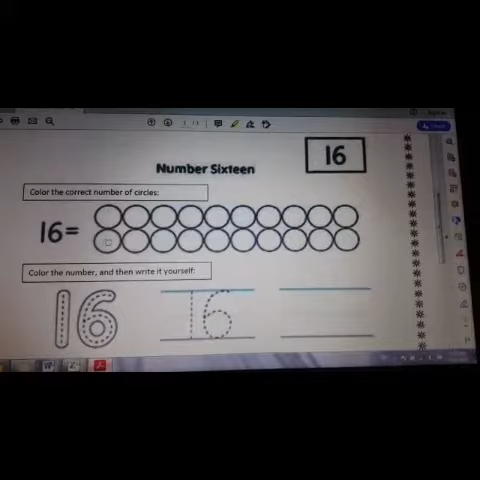 16
Number Sixteen
Color the correct number of circles:
16=
Color the number, and then write it yourself:
16 16